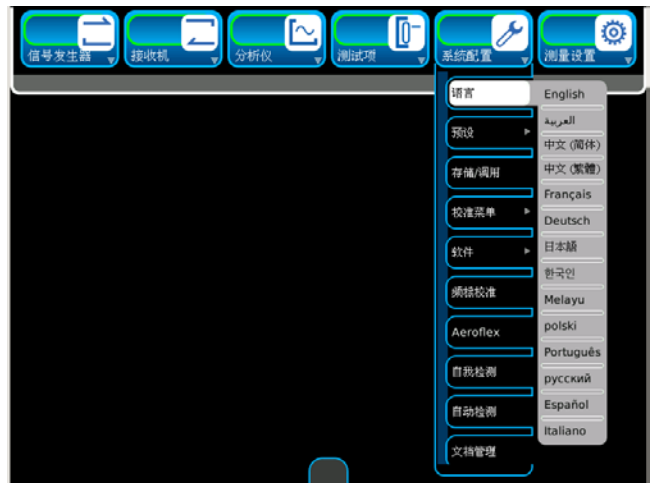 信号发生器
接收机
分析仪
测试项
系统配置
测量设置
语言
预设
存储/调用
校准菜单
软件
频标校准
Aeroflex
自我检测
自动检测
文档管理
English
العربية
中文 (简体)
中文 (繁體)
Français
Deutsch
日本語
한국인
Melayu
polski
Português
русский
Español
Italiano